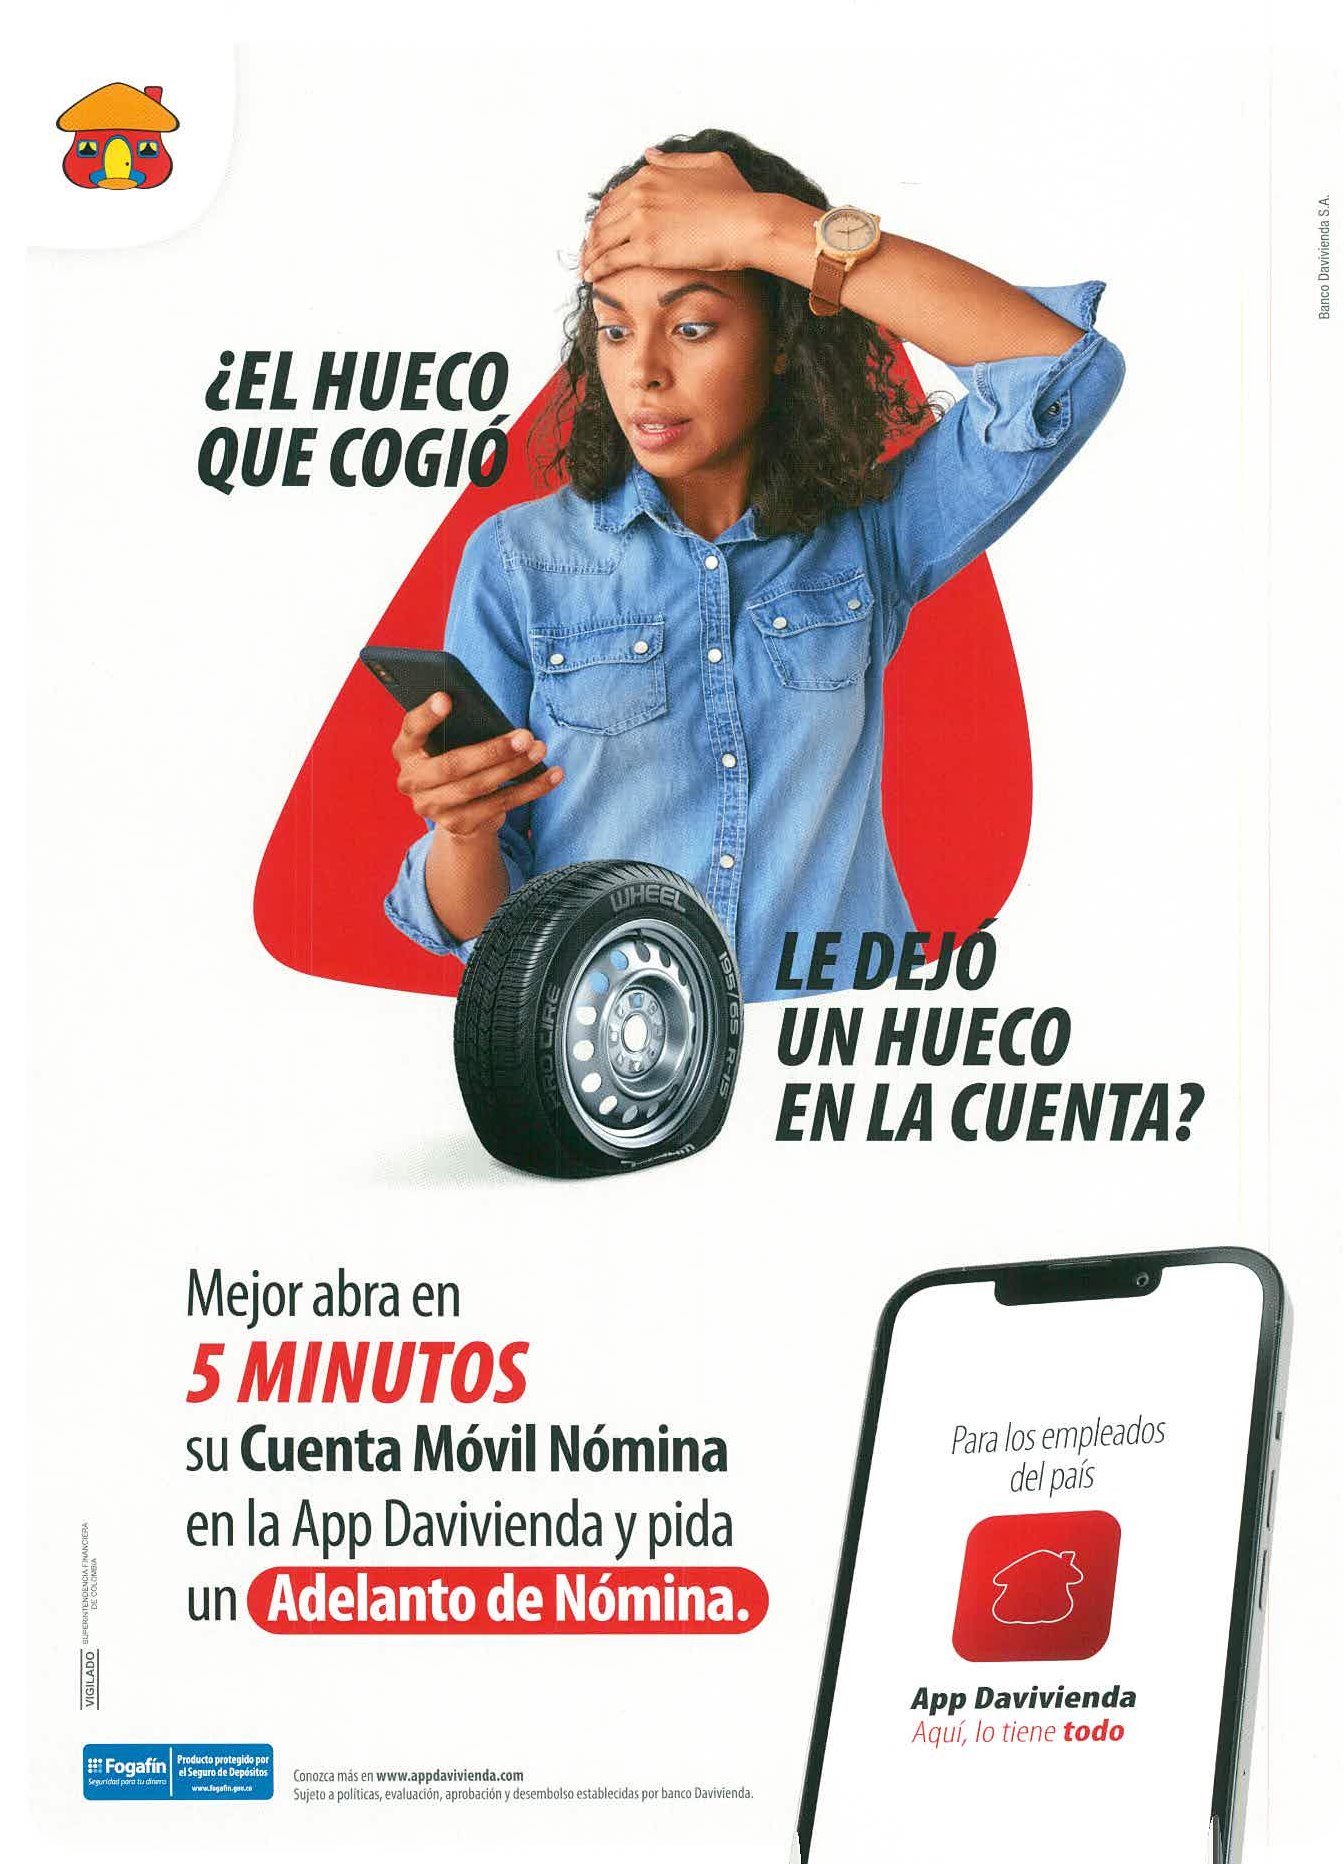 Banco Davivienda S.A.
¿EL HUECO
QUE COGIÓ
WHEEL
195/65 R-15
LE DEJÓ
UN HUECO
EN LA CUENTA?
Mejor abra en
5 MINUTOS
su Cuenta Móvil Nómina
en la App Davivienda y pida
un Adelanto de Nómina.
Para los empleados
del país
App Davivienda
Aquí, lo tiene todo
VIGILADO
SUPERINTENDENCIA FINANCIERA
DE COLOMBIA
Fogafín
Seguridad para tu dinero
Producto protegido por
el Seguro de Depósitos
www.fogafin.gov.co
Conozca más en www.appdavivienda.com
Sujeto a políticas, evaluación, aprobación y desembolso establecidas por banco Davivienda.